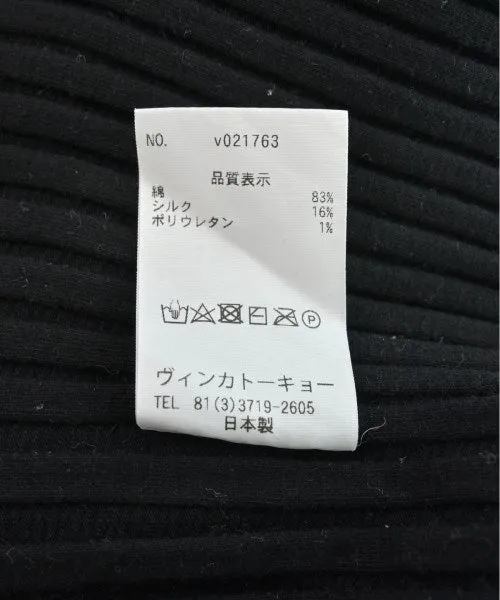 NO. v021763
品質表示
綿 83%
シルク 16%
ポリウレタン 1%
P
ヴィンカトーキョー
TEL 81(3)3719-2605
日本製